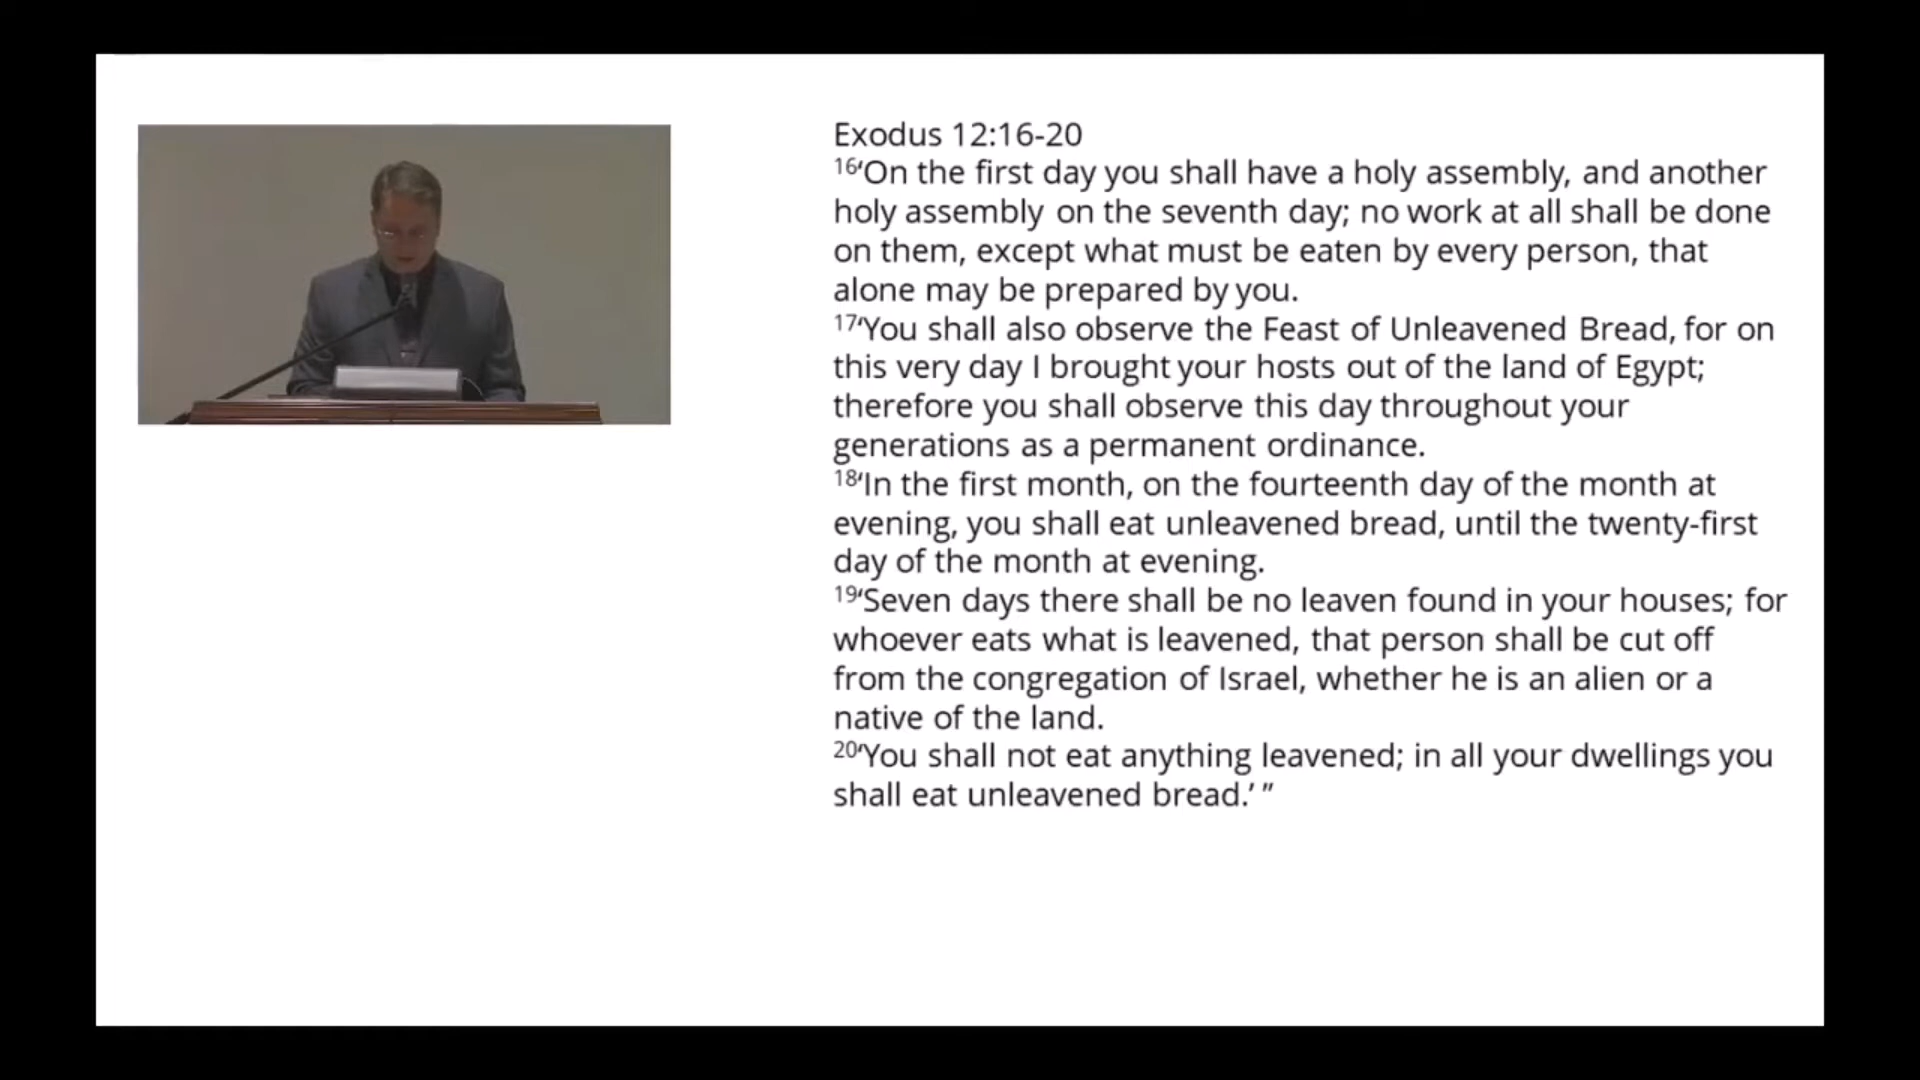 Exodus 12:16-20
16‘On the first day you shall have a holy assembly, and another
holy assembly on the seventh day; no work at all shall be done
on them, except what must be eaten by every person, that
alone may be prepared by you.
17‘You shall also observe the Feast of Unleavened Bread, for on
this very day I brought your hosts out of the land of Egypt;
therefore you shall observe this day throughout your
generations as a permanent ordinance.
18‘In the first month, on the fourteenth day of the month at
evening, you shall eat unleavened bread, until the twenty-first
day of the month at evening.
19‘Seven days there shall be no leaven found in your houses; for
whoever eats what is leavened, that person shall be cut off
from the congregation of Israel, whether he is an alien or a
native of the land.
20‘You shall not eat anything leavened; in all your dwellings you
shall eat unleavened bread.’ ”